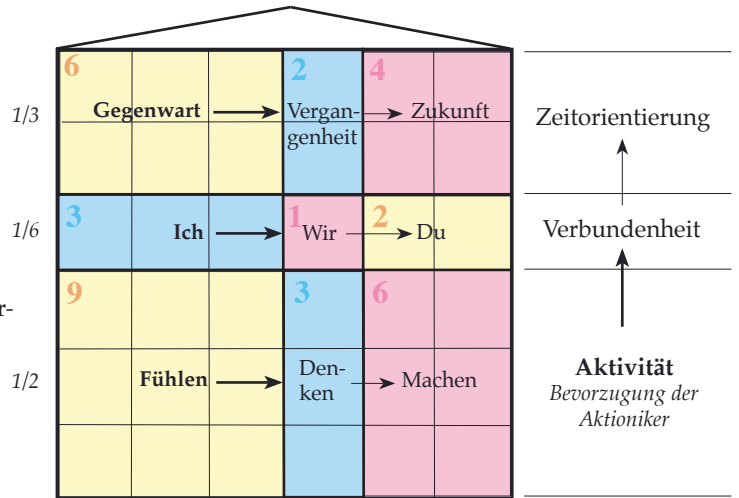 6 2 4
1/3 Gegenwart Vergan- Zukunft Zeitorientierung
genheit
3 1 2
1/6 Ich Wir Du Verbundenheit
9 3 6
r-
Aktivität
1/2 Fühlen Den- Machen
ken
Bevorzugung der
Aktioniker